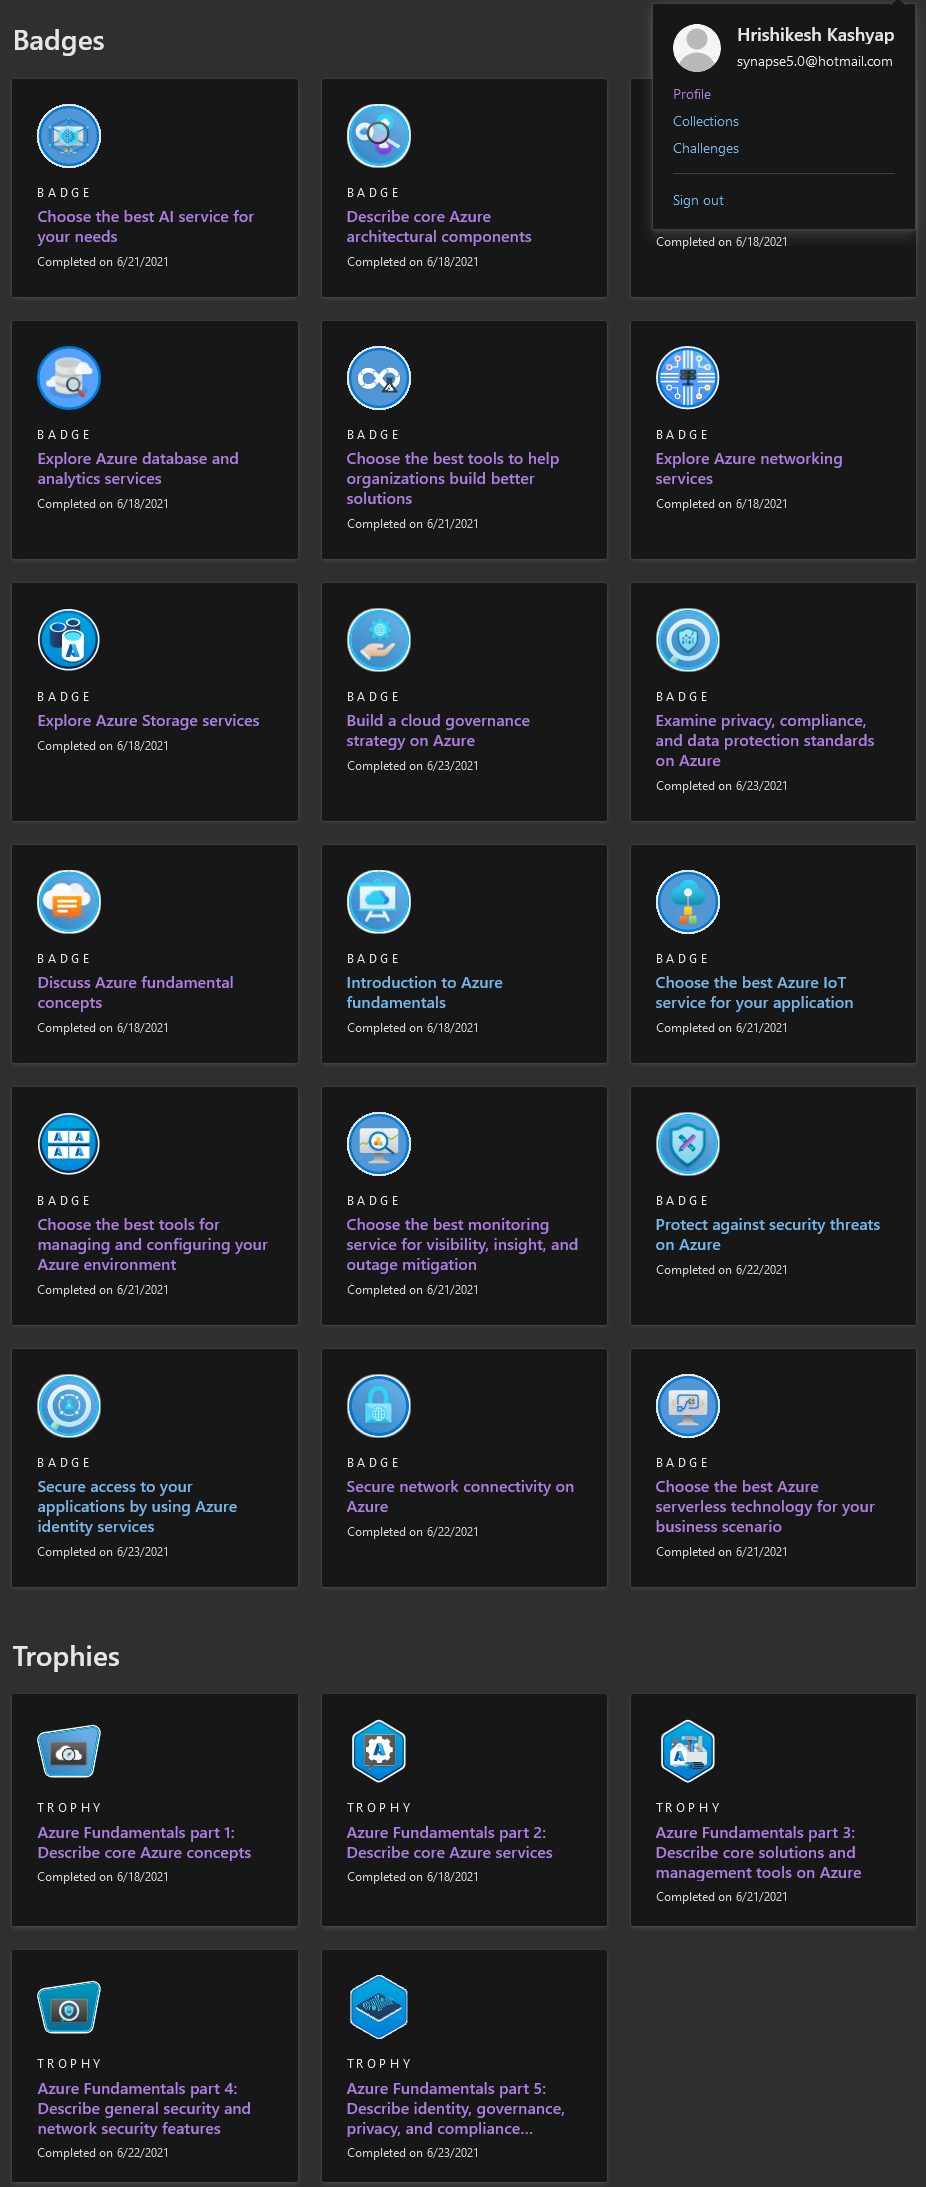 Badges
Hrishikesh Kashyap
synapse5.0@hotmail.com
Profile
Collections
Challenges
Sign out
BADGE
Choose the best AI service for
your needs
Completed on 6/21/2021
BADGE
Describe core Azure
architectural components
Completed on 6/18/2021
Completed on 6/18/2021
BADGE
Explore Azure database and
analytics services
Completed on 6/18/2021
BADGE
Choose the best tools to help
organizations build better
solutions
Completed on 6/21/2021
BADGE
Explore Azure networking
services
Completed on 6/18/2021
BADGE
Explore Azure Storage services
Completed on 6/18/2021
BADGE
Build a cloud governance
strategy on Azure
Completed on 6/23/2021
BADGE
Examine privacy, compliance,
and data protection standards
on Azure
Completed on 6/23/2021
BADGE
Discuss Azure fundamental
concepts
Completed on 6/18/2021
BADGE
Introduction to Azure
fundamentals
Completed on 6/18/2021
BADGE
Choose the best Azure IoT
service for your application
Completed on 6/21/2021
BADGE
Choose the best tools for
managing and configuring your
Azure environment
Completed on 6/21/2021
BADGE
Choose the best monitoring
service for visibility, insight, and
outage mitigation
Completed on 6/21/2021
BADGE
Protect against security threats
on Azure
Completed on 6/22/2021
BADGE
Secure access to your
applications by using Azure
identity services
Completed on 6/23/2021
BADGE
Secure network connectivity on
Azure
Completed on 6/22/2021
BADGE
Choose the best Azure
serverless technology for your
business scenario
Completed on 6/21/2021
Trophies
TROPHY
Azure Fundamentals part 1:
Describe core Azure concepts
Completed on 6/18/2021
TROPHY
Azure Fundamentals part 2:
Describe core Azure services
Completed on 6/18/2021
TROPHY
Azure Fundamentals part 3:
Describe core solutions and
management tools on Azure
Completed on 6/21/2021
TROPHY
Azure Fundamentals part 4:
Describe general security and
network security features
Completed on 6/22/2021
TROPHY
Azure Fundamentals part 5:
Describe identity, governance,
privacy, and compliance...
Completed on 6/23/2021